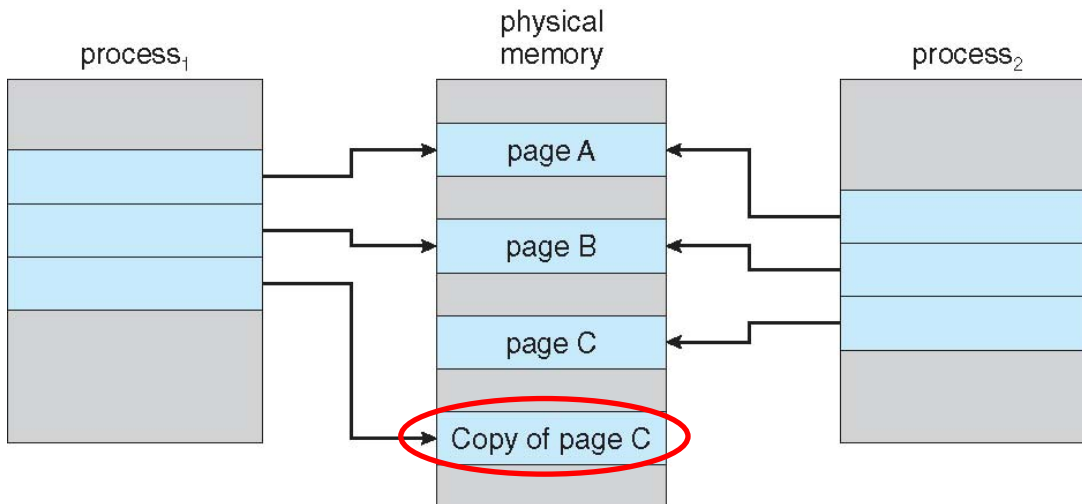 process₁
physical
memory
process₂
page A
page B
page C
Copy of page C